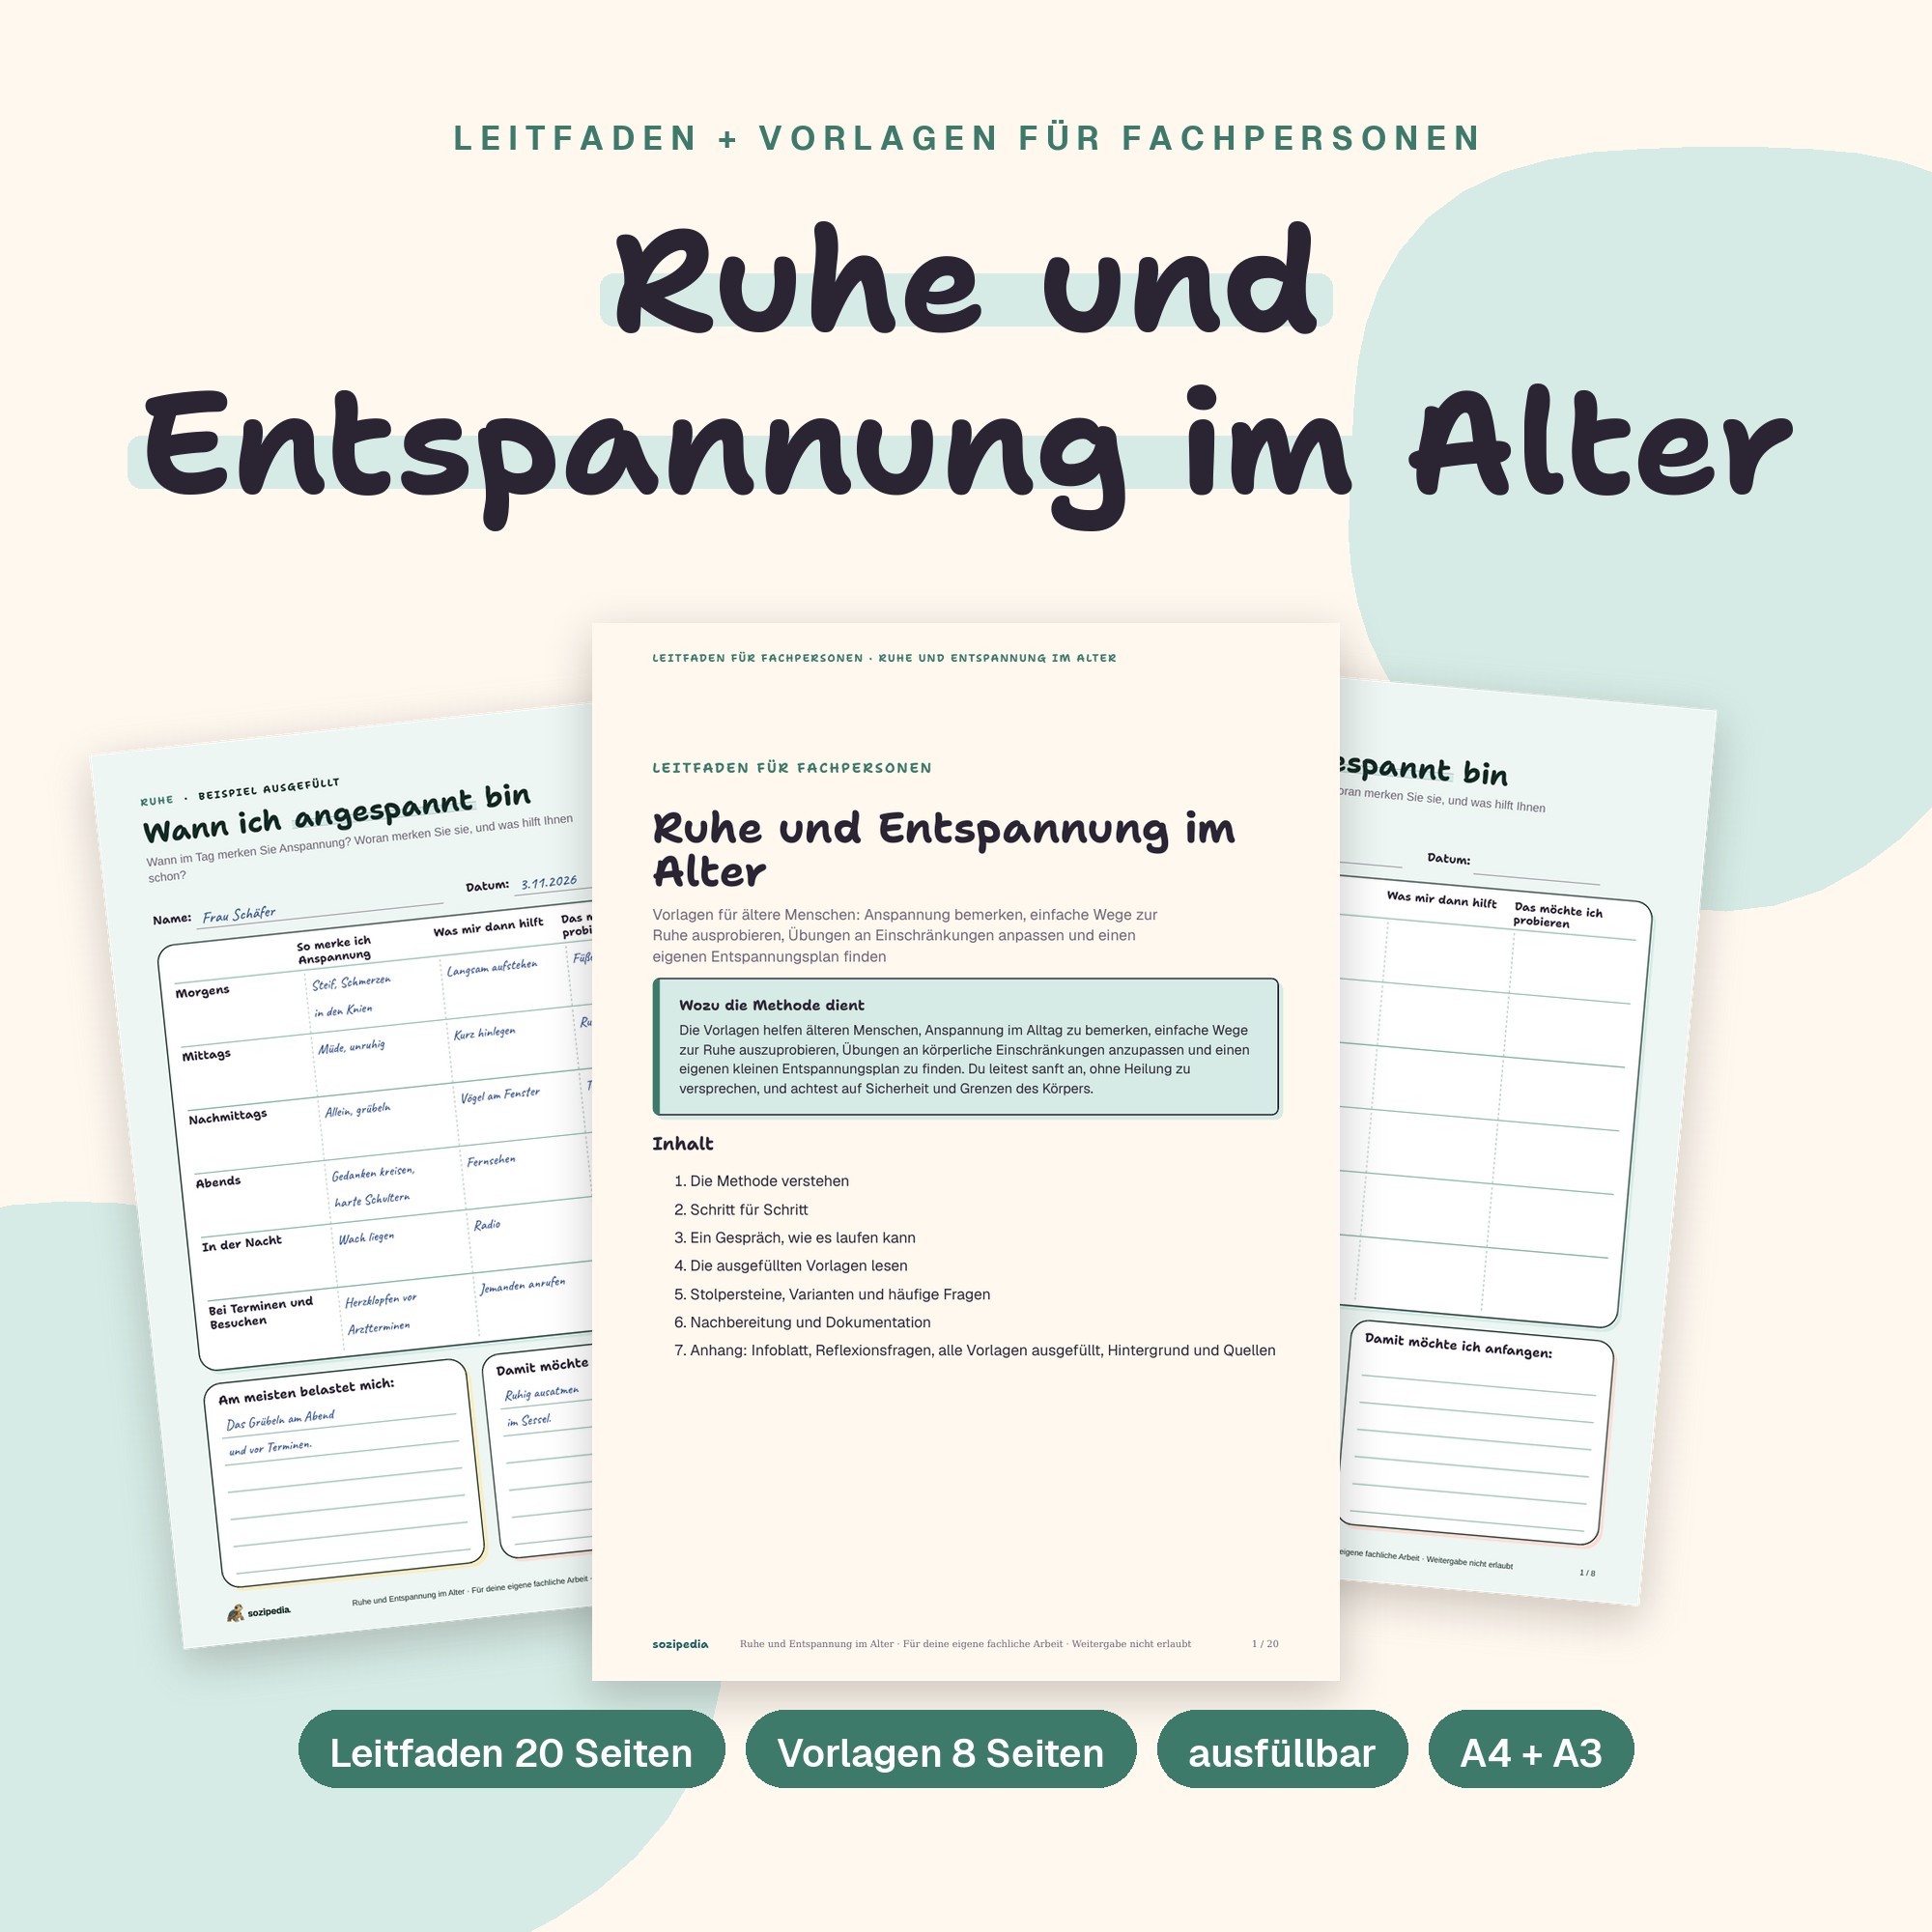 LEITFADEN + VORLAGEN FÜR FACHPERSONEN
Ruhe und
Entspannung im Alter
RUHE · BEISPIEL AUSGEFÜLLT
Wann ich angespannt bin
Wann im Tag merken Sie Anspannung? Woran merken Sie sie, und was hilft Ihnen
schon?
Name: Frau Schäfer
Datum: 3.11.2026
So merke ich
Anspannung
Was mir dann hilft
Morgens
Steif, Schmerzen
in den Knien
Langsam aufstehen
Mittags
Müde, unruhig
Kurz hinlegen
Nachmittags
Allein, grübeln
Vögel am Fenster
Abends
Gedanken kreisen,
harte Schultern
Fernsehen
In der Nacht
Wach liegen
Radio
Bei Terminen und
Besuchen
Herzklopfen vor
Arztterminen
Jemanden anrufen
Am meisten belastet mich:
Das Grübeln am Abend
und vor Terminen.
Damit möchte
Ruhig ausatmen
im Sessel.
sozipedia.
Ruhe und Entspannung im Alter · Für deine eigene fachliche Arbeit ·
LEITFADEN FÜR FACHPERSONEN · RUHE UND ENTSPANNUNG IM ALTER
LEITFADEN FÜR FACHPERSONEN
Ruhe und Entspannung im
Alter
Vorlagen für ältere Menschen: Anspannung bemerken, einfache Wege zur
Ruhe ausprobieren, Übungen an Einschränkungen anpassen und einen
eigenen Entspannungsplan finden
Wozu die Methode dient
Die Vorlagen helfen älteren Menschen, Anspannung im Alltag zu bemerken, einfache Wege
zur Ruhe auszuprobieren, Übungen an körperliche Einschränkungen anzupassen und einen
eigenen kleinen Entspannungsplan zu finden. Du leitest sanft an, ohne Heilung zu
versprechen, und achtest auf Sicherheit und Grenzen des Körpers.
Inhalt
1. Die Methode verstehen
2. Schritt für Schritt
3. Ein Gespräch, wie es laufen kann
4. Die ausgefüllten Vorlagen lesen
5. Stolpersteine, Varianten und häufige Fragen
6. Nachbereitung und Dokumentation
7. Anhang: Infoblatt, Reflexionsfragen, alle Vorlagen ausgefüllt, Hintergrund und Quellen
sozipedia
Ruhe und Entspannung im Alter · Für deine eigene fachliche Arbeit · Weitergabe nicht erlaubt
1 / 20
bin
merken Sie sie, und was hilft Ihnen
Datum:
Was mir dann hilft
Das möchte ich
probieren
Damit möchte ich anfangen:
eigene fachliche Arbeit · Weitergabe nicht erlaubt
1 / 8
Leitfaden 20 Seiten
Vorlagen 8 Seiten
ausfüllbar
A4 + A3